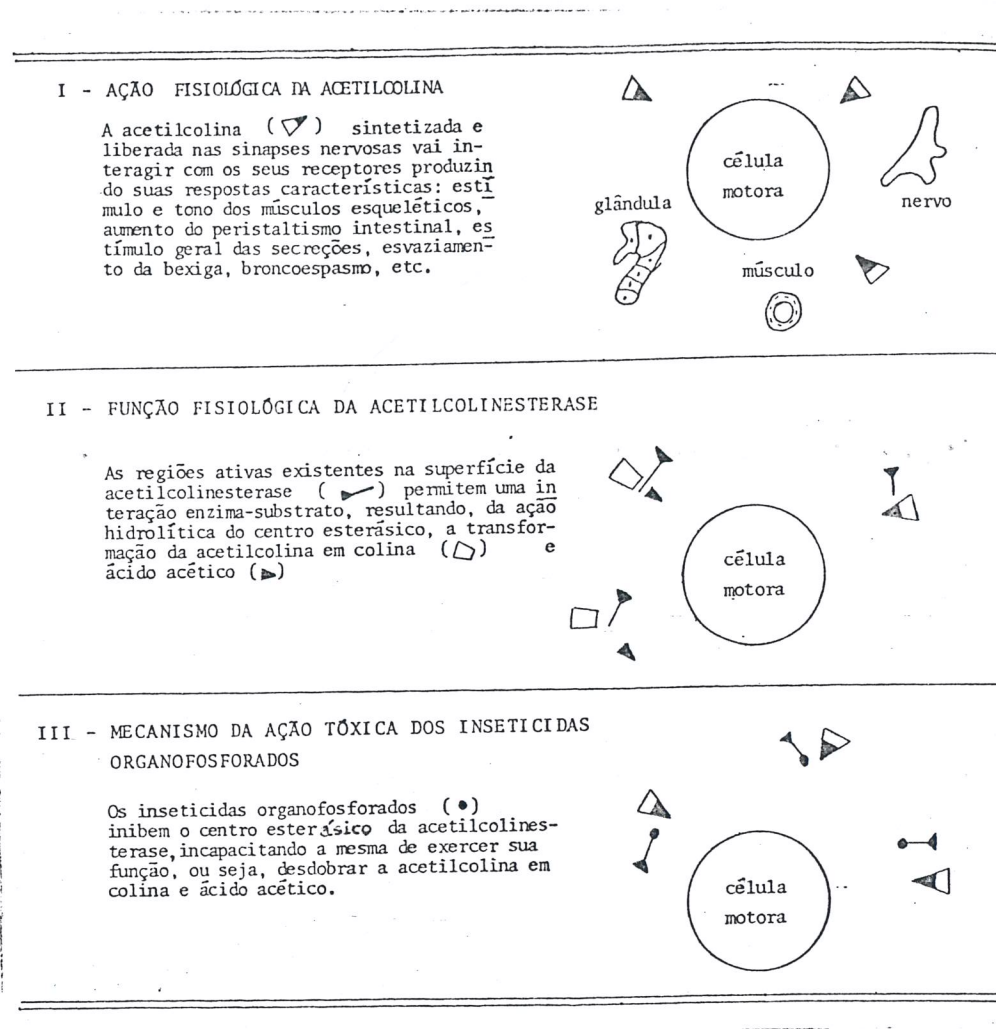 I - AÇÃO FISIOLÓGICA DA ACETILCOLINA
A acetilcolina ( ) sintetizada e
liberada nas sinapses nervosas vai in-
teragir com os seus receptores produzin
do suas respostas características: estí
mulo e tono dos músculos esqueléticos,
aumento do peristaltismo intestinal, es
tímulo geral das secreções, esvaziamen-
to da bexiga, broncoespasmo, etc.
célula
motora
glândula
nervo
músculo
II - FUNÇÃO FISIOLÓGICA DA ACETILCOLINESTERASE
As regiões ativas existentes na superfície da
acetilcolinesterase ( ) permitem uma in
teração enzima-substrato, resultando, da ação
hidrolítica do centro esterásico, a transfor-
mação da acetilcolina em colina ( ) e
ácido acético ( )
célula
motora
III - MECANISMO DA AÇÃO TÓXICA DOS INSETICIDAS
ORGANOFOSFORADOS
Os inseticidas organofosforados (•)
inibem o centro esterásico da acetilcolines-
terase, incapacitando a mesma de exercer sua
função, ou seja, desdobrar a acetilcolina em
colina e ácido acético.
célula
motora